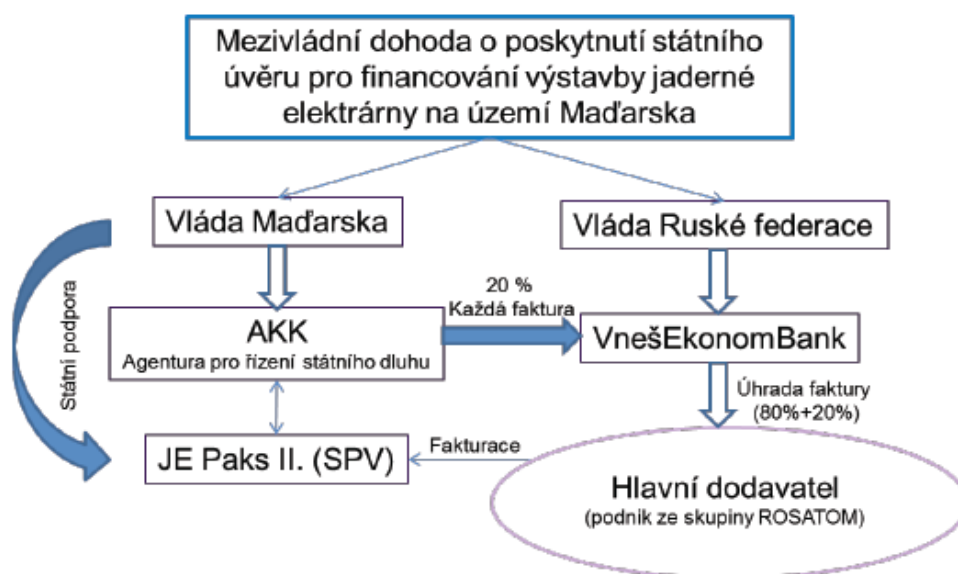 Mezivládní dohoda o poskytnutí státního
úvěru pro financování výstavby jaderné
elektrárny na území Maďarska
Vláda Maďarska
Vláda Ruské federace
Státní podpora
20 %
Každá faktura
AKK
Agentura pro řízení státního dluhu
VnešEkonomBank
Úhrada faktury
(80%+20%)
JE Paks II. (SPV)
Fakturace
Hlavní dodavatel
(podnik ze skupiny ROSATOM)